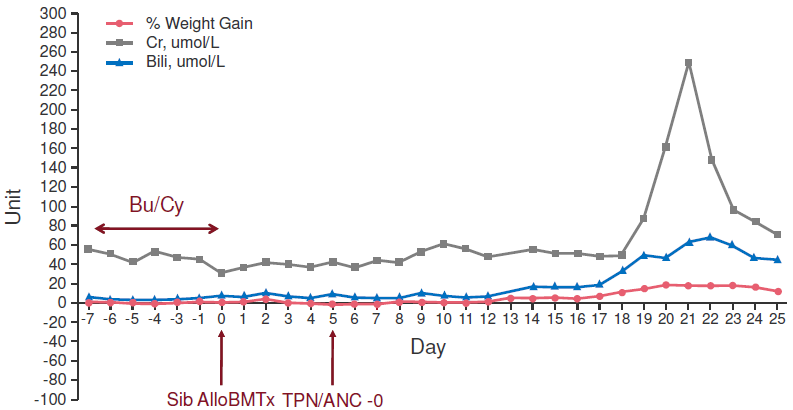 300
280
260
240
220
200
180
160
140
120
100
80
60
40
20
0
-20
-40
-60
-80
-100
Unit
% Weight Gain
Cr, umol/L
Bili, umol/L
Bu/Cy
-7 -6 -5 -4 -3 -1 0 1 2 3 4 5 6 7 8 9 10 11 12 13 14 15 16 17 18 19 20 21 22 23 24 25
Day
Sib AlloBMTx TPN/ANC -0